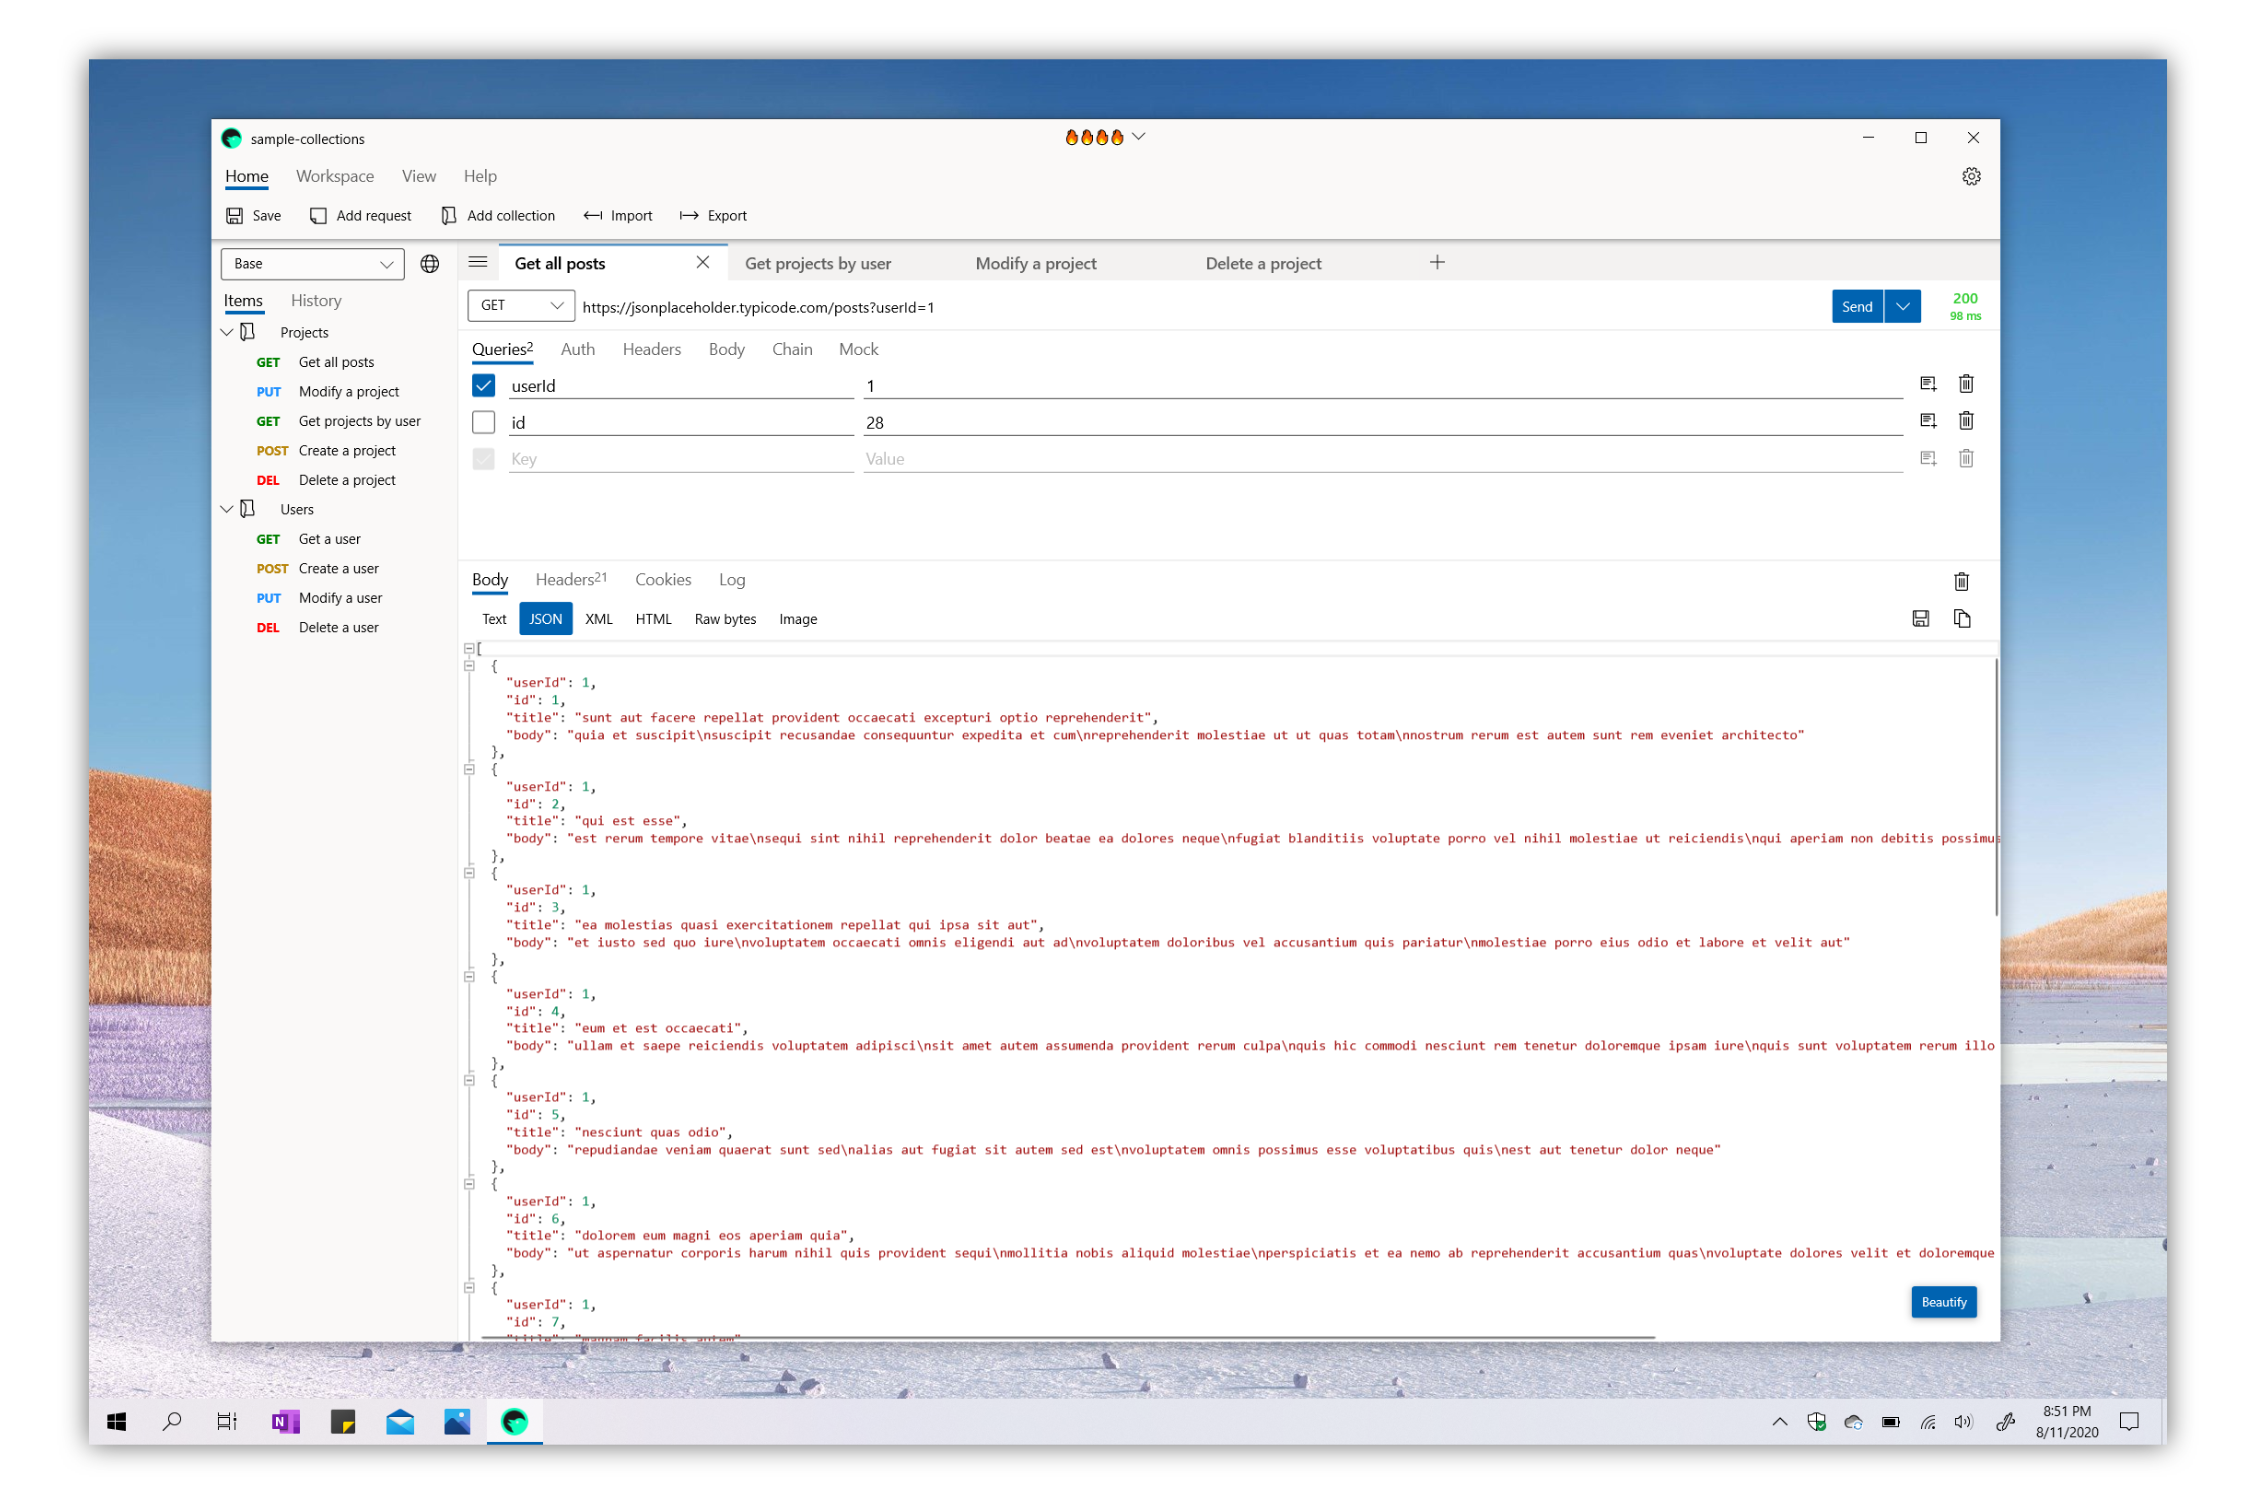 sample-collections
Home Workspace View Help
Save Add request Add collection Import Export
Base
Items History
Projects
GET Get all posts
PUT Modify a project
GET Get projects by user
POST Create a project
DEL Delete a project
Users
GET Get a user
POST Create a user
PUT Modify a user
DEL Delete a user
Get all posts Get projects by user Modify a project Delete a project
GET https://jsonplaceholder.typicode.com/posts?userId=1 Send 200
98 ms
Queries2 Auth Headers Body Chain Mock
userId 1
id 28
Key Value
Body Headers21 Cookies Log
Text JSON XML HTML Raw bytes Image
[
{
"userId": 1,
"id": 1,
"title": "sunt aut facere repellat provident occaecati excepturi optio reprehenderit",
"body": "quia et suscipit\nsuscipit recusandae consequuntur expedita et cum\nreprehenderit molestiae ut ut quas totam\nnostrum rerum est autem sunt rem eveniet architecto"
},
{
"userId": 1,
"id": 2,
"title": "qui est esse",
"body": "est rerum tempore vitae\nsequi sint nihil reprehenderit dolor beatae ea dolores neque\nfugiat blanditiis voluptate porro vel nihil molestiae ut reiciendis\nqui aperiam non debitis possimus
},
{
"userId": 1,
"id": 3,
"title": "ea molestias quasi exercitationem repellat qui ipsa sit aut",
"body": "et iusto sed quo iure\nvoluptatem occaecati omnis eligendi aut ad\nvoluptatem doloribus vel accusantium quis pariatur\nmolestiae porro eius odio et labore et velit aut"
},
{
"userId": 1,
"id": 4,
"title": "eum et est occaecati",
"body": "ullam et saepe reiciendis voluptatem adipisci\nsit amet autem assumenda provident rerum culpa\nquis hic commodi nesciunt rem tenetur doloremque ipsam iure\nquis sunt voluptatem rerum illo
},
{
"userId": 1,
"id": 5,
"title": "nesciunt quas odio",
"body": "repudiandae veniam quaerat sunt sed\nalias aut fugiat sit autem sed est\nvoluptatem omnis possimus esse voluptatibus quis\nest aut tenetur dolor neque"
},
{
"userId": 1,
"id": 6,
"title": "dolorem eum magni eos aperiam quia",
"body": "ut aspernatur corporis harum nihil quis provident sequi\nmollitia nobis aliquid molestiae\nperspiciatis et ea nemo ab reprehenderit accusantium quas\nvoluptate dolores velit et doloremque
},
{
"userId": 1,
"id": 7,
"title": "magnam facilis autem"
Beautify
8:51 PM
8/11/2020